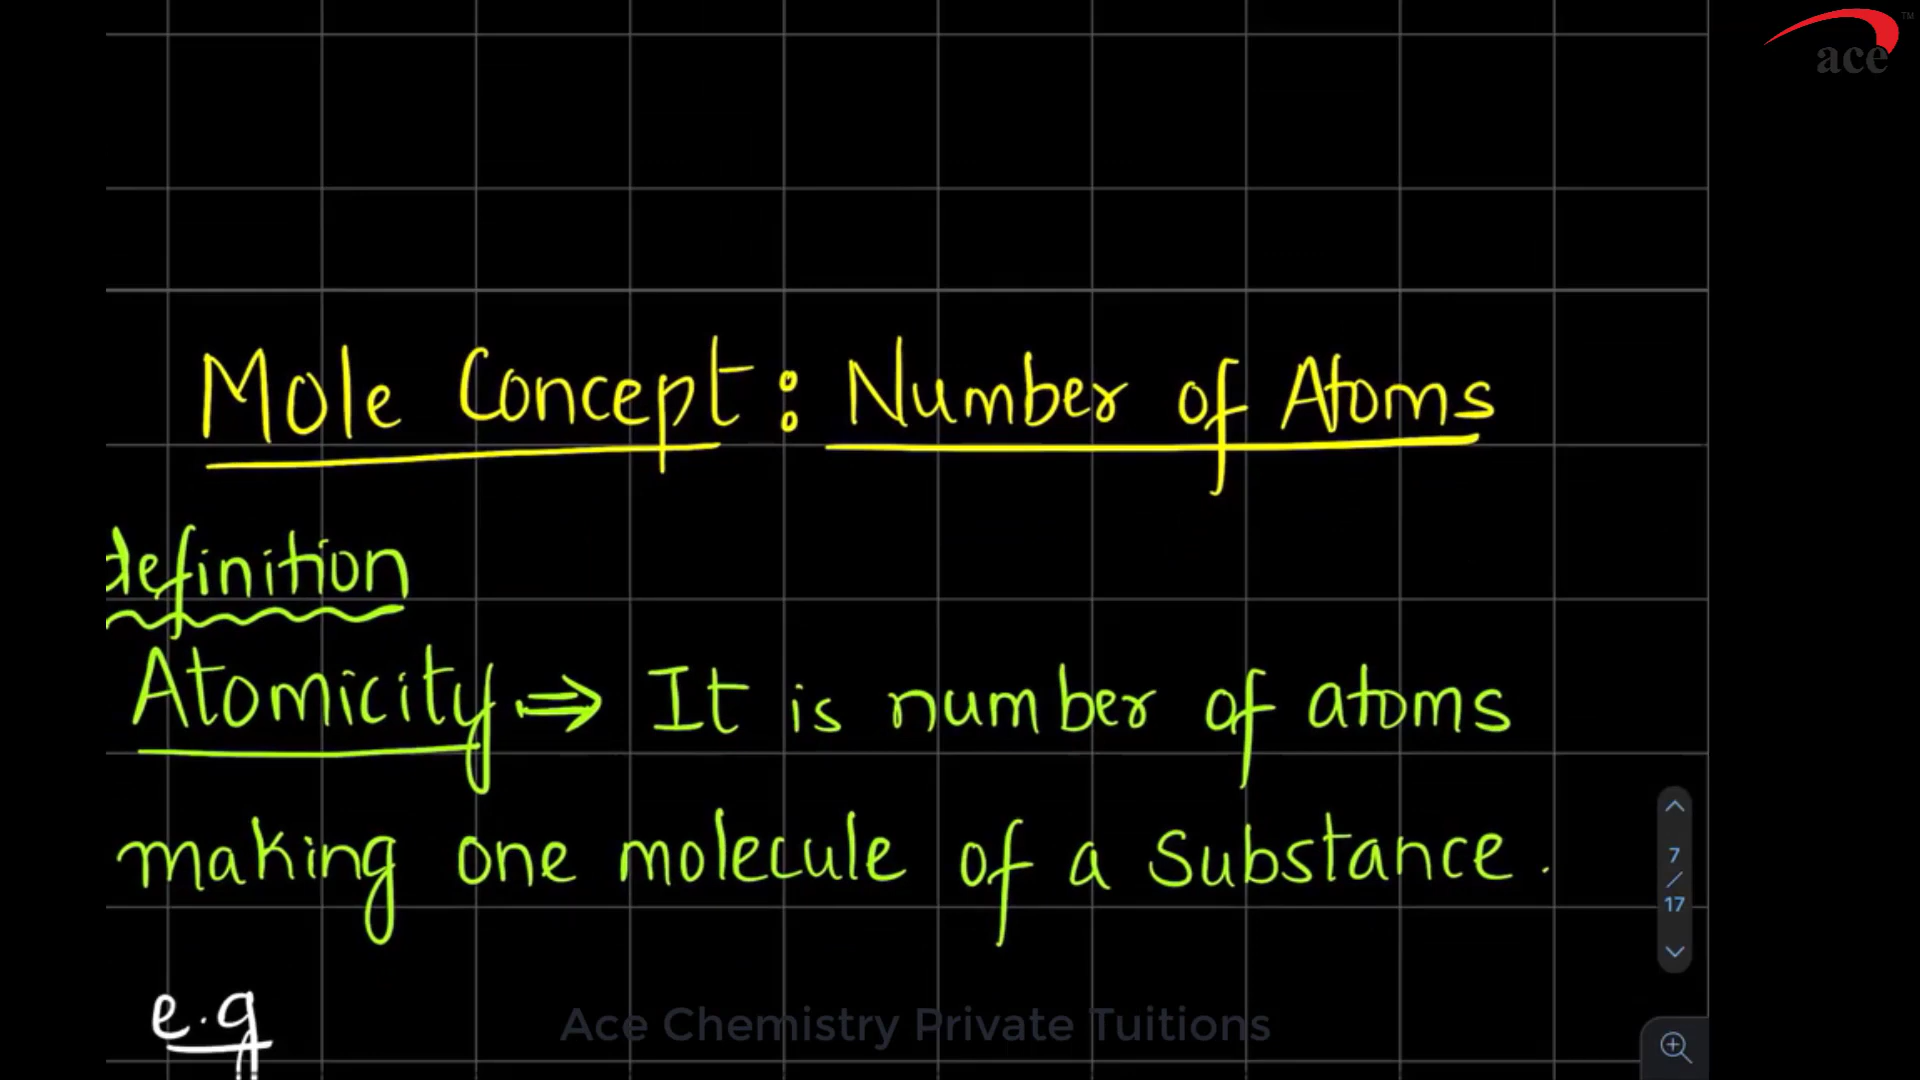 ace TM
Mole Concept : Number of Atoms
definition
Atomicity ⇒ It is number of atoms
making one molecule of a Substance.
7
/
17
e.g
Ace Chemistry Private Tuitions